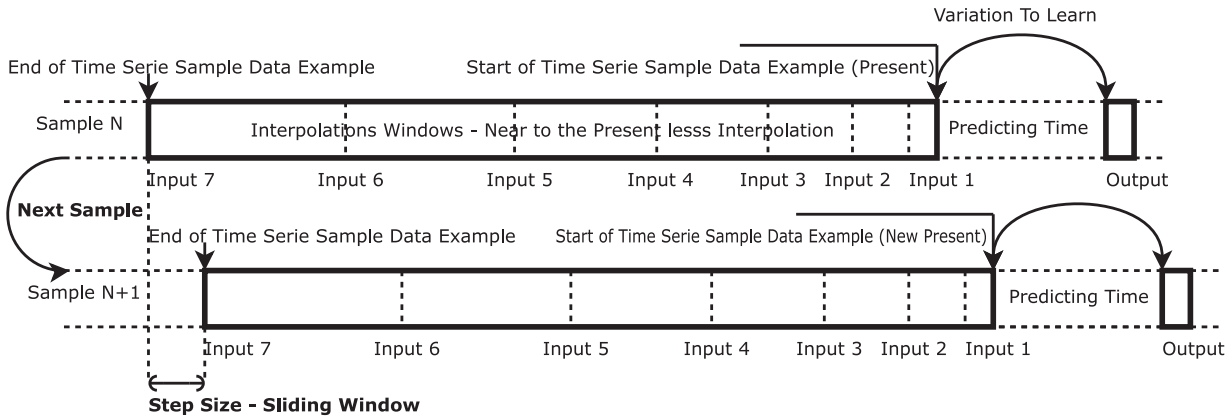 Variation To Learn
End of Time Serie Sample Data Example
Start of Time Serie Sample Data Example (Present)
Sample N
Interpolations Windows - Near to the Present lesss Interpolation
Predicting Time
Input 7
Input 6
Input 5
Input 4
Input 3
Input 2
Input 1
Output
Next Sample
End of Time Serie Sample Data Example
Start of Time Serie Sample Data Example (New Present)
Sample N+1
Predicting Time
Input 7
Input 6
Input 5
Input 4
Input 3
Input 2
Input 1
Output
Step Size - Sliding Window